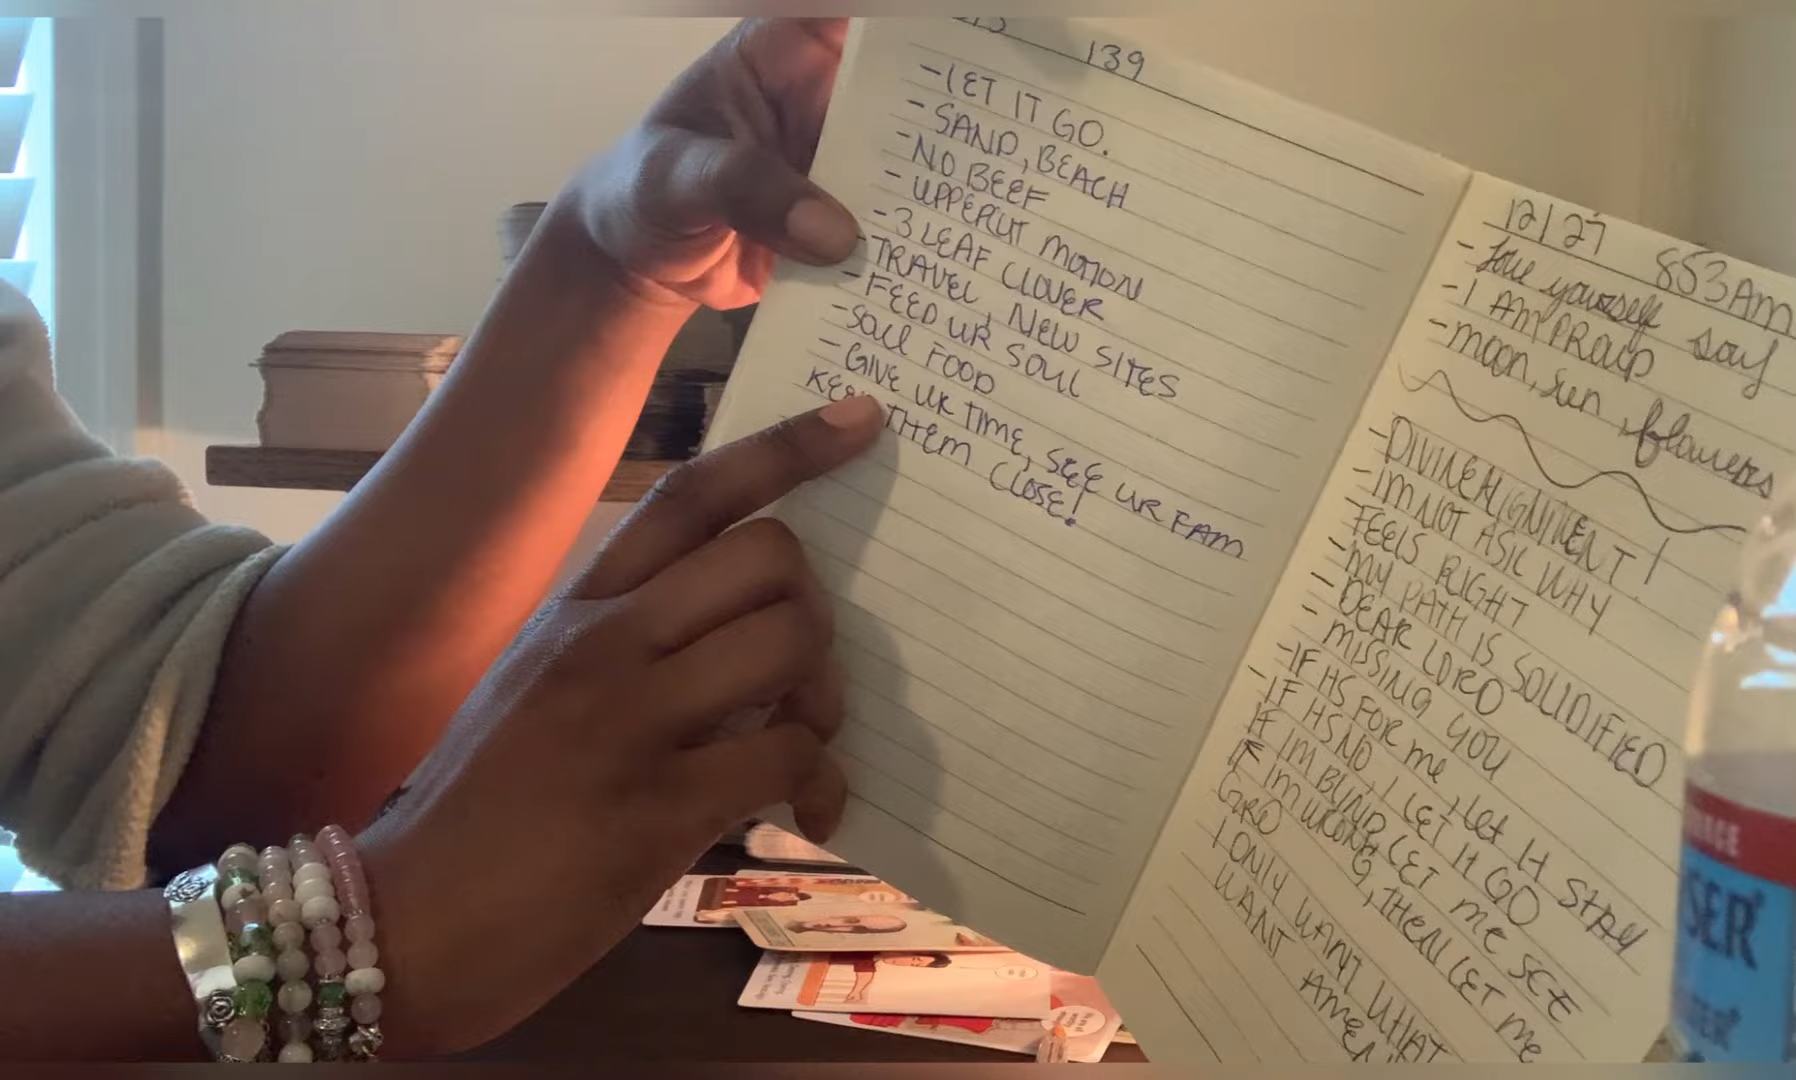 139
-LET IT GO.
- SAND, BEACH
- NO BEEF
- UPPERCUT MOTION
- 3 LEAF CLOVER
- TRAVEL, NEW SITES
- FEED UR SOUL
- SOUL FOOD
- GIVE UR TIME, SEE UR FAM
THEM CLOSE!
12/27 853AM
- Love yourself
- I AM PROUD
- moon, sun, flowers
- DIVINE ALIGNMENT!
- IM NOT ASK WHY
FEELS RIGHT
- MY PATH IS SOLIDIFIED
- DEAR LORD
- MISSING YOU
- IF ITS FOR me, let It STAY
- IF ITS NO, I LET IT GO
IF IM BLIND, LET ME SEE
IF IM WRONG, THEN LET ME
I ONLY WANT WHAT
WANT AMEN